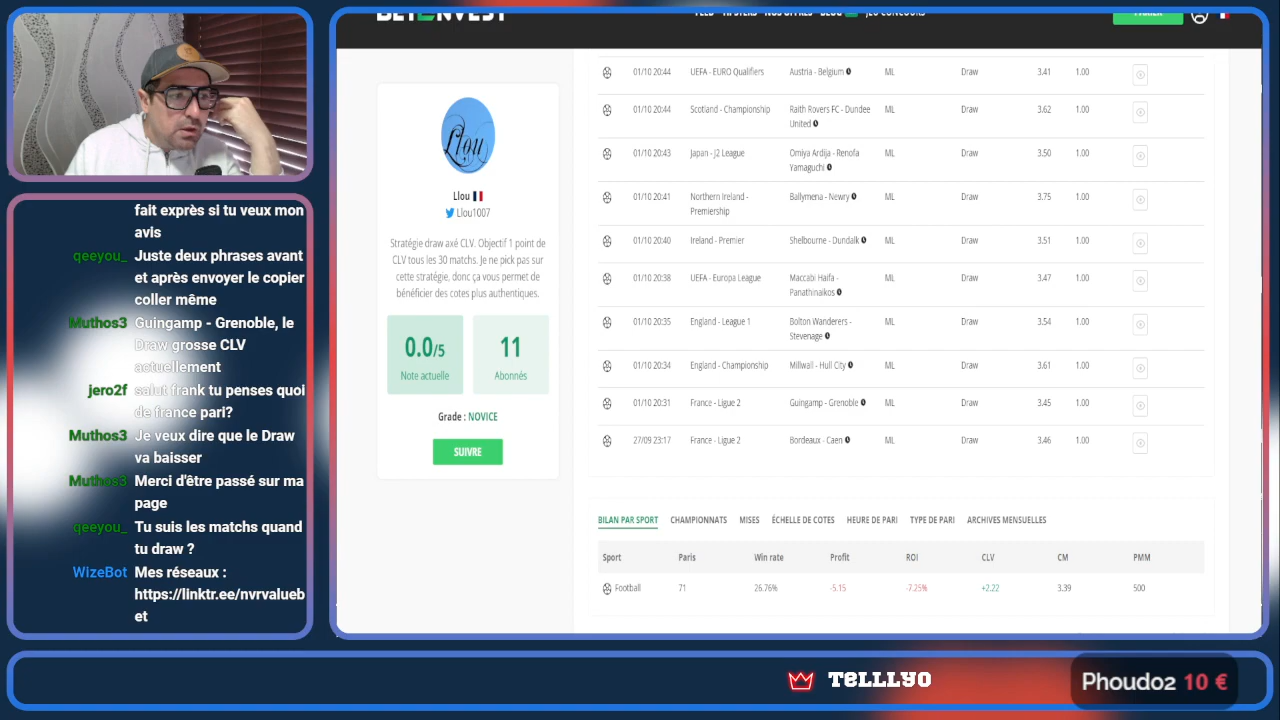 BET2INVEST
FEED TIPSTERS NOS OFFRES BLOG JEU CONCOURS
fait exprès si tu veux mon
avis
qeeyou_ Juste deux phrases avant
et après envoyer le copier
coller même
Muthos3 Guingamp - Grenoble, le
Draw grosse CLV
actuellement
jero2f salut frank tu penses quoi
de france pari?
Muthos3 Je veux dire que le Draw
va baisser
Muthos3 Merci d'être passé sur ma
page
qeeyou_ Tu suis les matchs quand
tu draw ?
WizeBot Mes réseaux :
https://linktr.ee/nvrvalueb
et
Llou
Llou
Llou1007
Stratégie draw axé CLV. Objectif 1 point de
CLV tous les 30 matchs. Je ne pick pas sur
cette stratégie, donc ça vous permet de
bénéficier des cotes plus authentiques.
0.0/5 11
Note actuelle Abonnés
Grade : NOVICE
SUIVRE
01/10 20:44 UEFA - EURO Qualifiers Austria - Belgium ML Draw 3.41 1.00
01/10 20:44 Scotland - Championship Raith Rovers FC - Dundee United ML Draw 3.62 1.00
01/10 20:43 Japan - J2 League Omiya Ardija - Renofa Yamaguchi ML Draw 3.50 1.00
01/10 20:41 Northern Ireland - Premiership Ballymena - Newry ML Draw 3.75 1.00
01/10 20:40 Ireland - Premier Shelbourne - Dundalk ML Draw 3.51 1.00
01/10 20:38 UEFA - Europa League Maccabi Haifa - Panathinaikos ML Draw 3.47 1.00
01/10 20:35 England - League 1 Bolton Wanderers - Stevenage ML Draw 3.54 1.00
01/10 20:34 England - Championship Millwall - Hull City ML Draw 3.61 1.00
01/10 20:31 France - Ligue 2 Guingamp - Grenoble ML Draw 3.45 1.00
27/09 23:17 France - Ligue 2 Bordeaux - Caen ML Draw 3.46 1.00
BILAN PAR SPORT CHAMPIONNATS MISES ÉCHELLE DE COTES HEURE DE PARI TYPE DE PARI ARCHIVES MENSUELLES
Sport Paris Win rate Profit ROI CLV CM PMM
Football 71 26.76% -5.15 -7.25% +2.22 3.39 500
TELLLYO
Phoudo2 10 €